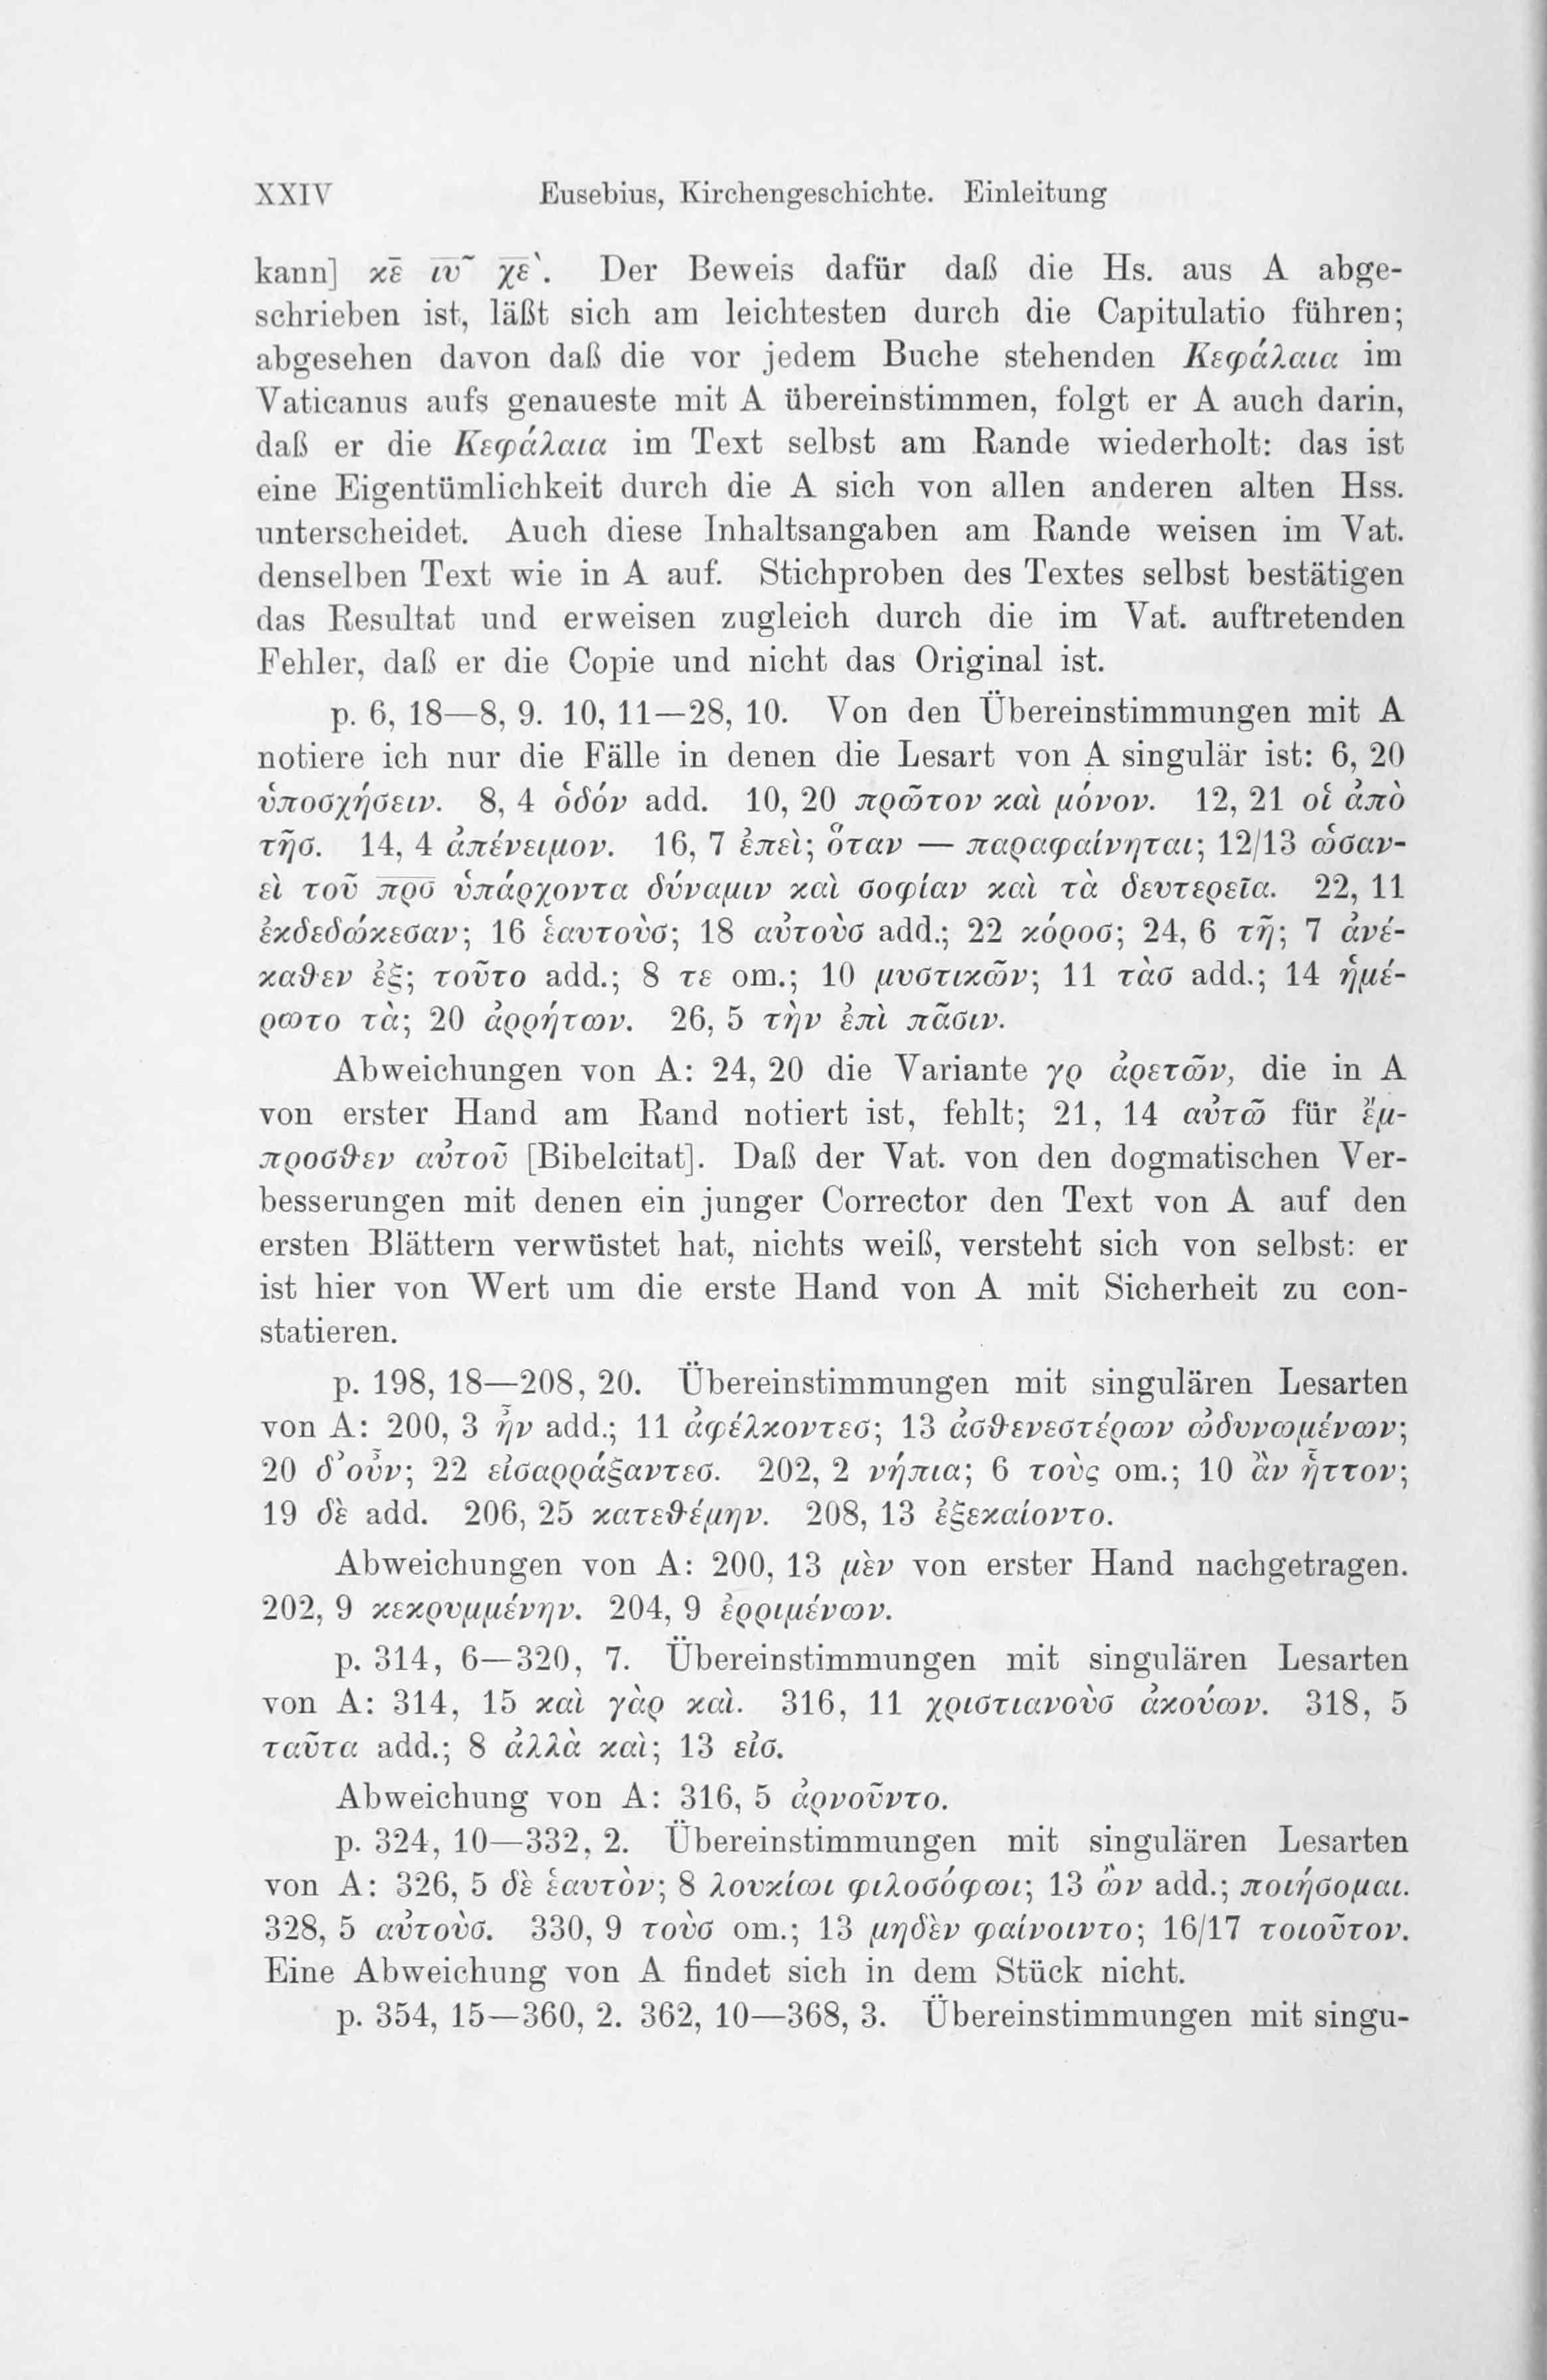 XXIV Eusebius, Kirchengeschichte. Einleitung
kann] κε̄ ῑῡ῀ χ̄ε̄`. Der Beweis dafür daß die Hs. aus A abge-
schrieben ist, läßt sich am leichtesten durch die Capitulatio führen;
abgesehen davon daß die vor jedem Buche stehenden Κεφάλαια im
Vaticanus aufs genaueste mit A übereinstimmen, folgt er A auch darin,
daß er die Κεφάλαια im Text selbst am Rande wiederholt: das ist
eine Eigentümlichkeit durch die A sich von allen anderen alten Hss.
unterscheidet. Auch diese Inhaltsangaben am Rande weisen im Vat.
denselben Text wie in A auf. Stichproben des Textes selbst bestätigen
das Resultat und erweisen zugleich durch die im Vat. auftretenden
Fehler, daß er die Copie und nicht das Original ist.
p. 6, 18—8, 9. 10, 11—28, 10. Von den Übereinstimmungen mit A
notiere ich nur die Fälle in denen die Lesart von A singulär ist: 6, 20
ὑποσχήσειν. 8, 4 ὁδόν add. 10, 20 πρῶτον καὶ μόνον. 12, 21 οἱ ἀπὸ
τῆσ. 14, 4 ἀπένειμον. 16, 7 ἐπεὶ; ὅταν — παραφαίνηται; 12/13 ὡσαν-
εὶ τοῦ π̄ρ̄σ̄ ὑπάρχοντα δύναμιν καὶ σοφίαν καὶ τὰ δευτερεῖα. 22, 11
ἐκδεδώκεσαν; 16 ἑαυτοὺσ; 18 αὐτοὺσ add.; 22 κόροσ; 24, 6 τῆ; 7 ἀνέ-
καθεν ἐξ; τοῦτο add.; 8 τε om.; 10 μυστικῶν; 11 τὰσ add.; 14 ἡμέ-
ρωτο τὰ; 20 ἀρρήτων. 26, 5 τὴν ἐπὶ πᾶσιν.
Abweichungen von A: 24, 20 die Variante γρ ἀρετῶν, die in A
von erster Hand am Rand notiert ist, fehlt; 21, 14 αὐτῶ für ἔμ-
προσθεν αὐτοῦ [Bibelcitat]. Daß der Vat. von den dogmatischen Ver-
besserungen mit denen ein junger Corrector den Text von A auf den
ersten Blättern verwüstet hat, nichts weiß, versteht sich von selbst: er
ist hier von Wert um die erste Hand von A mit Sicherheit zu con-
statieren.
p. 198, 18—208, 20. Übereinstimmungen mit singulären Lesarten
von A: 200, 3 ἦν add.; 11 ἀφέλκοντεσ; 13 ἀσθενεστέρων ὠδυνωμένων;
20 δ’οὖν; 22 εἰσαρράξαντεσ. 202, 2 νήπια; 6 τοὺς om.; 10 ἂν ἧττον;
19 δὲ add. 206, 25 κατεθέμην. 208, 13 ἐξεκαίοντο.
Abweichungen von A: 200, 13 μὲν von erster Hand nachgetragen.
202, 9 κεκρυμμένην. 204, 9 ἐρριμένων.
p. 314, 6—320, 7. Übereinstimmungen mit singulären Lesarten
von A: 314, 15 καὶ γὰρ καὶ. 316, 11 χριστιανοὺσ ἀκούων. 318, 5
ταῦτα add.; 8 ἀλλὰ καὶ; 13 εἰσ.
Abweichung von A: 316, 5 ἀρνοῦντο.
p. 324, 10—332, 2. Übereinstimmungen mit singulären Lesarten
von A: 326, 5 δὲ ἑαυτὸν; 8 λουκίωι φιλοσόφωι; 13 ὢν add.; ποιήσομαι.
328, 5 αὐτοὺσ. 330, 9 τοὺσ om.; 13 μηδὲν φαίνοιντο; 16/17 τοιοῦτον.
Eine Abweichung von A findet sich in dem Stück nicht.
p. 354, 15—360, 2. 362, 10—368, 3. Übereinstimmungen mit singu-